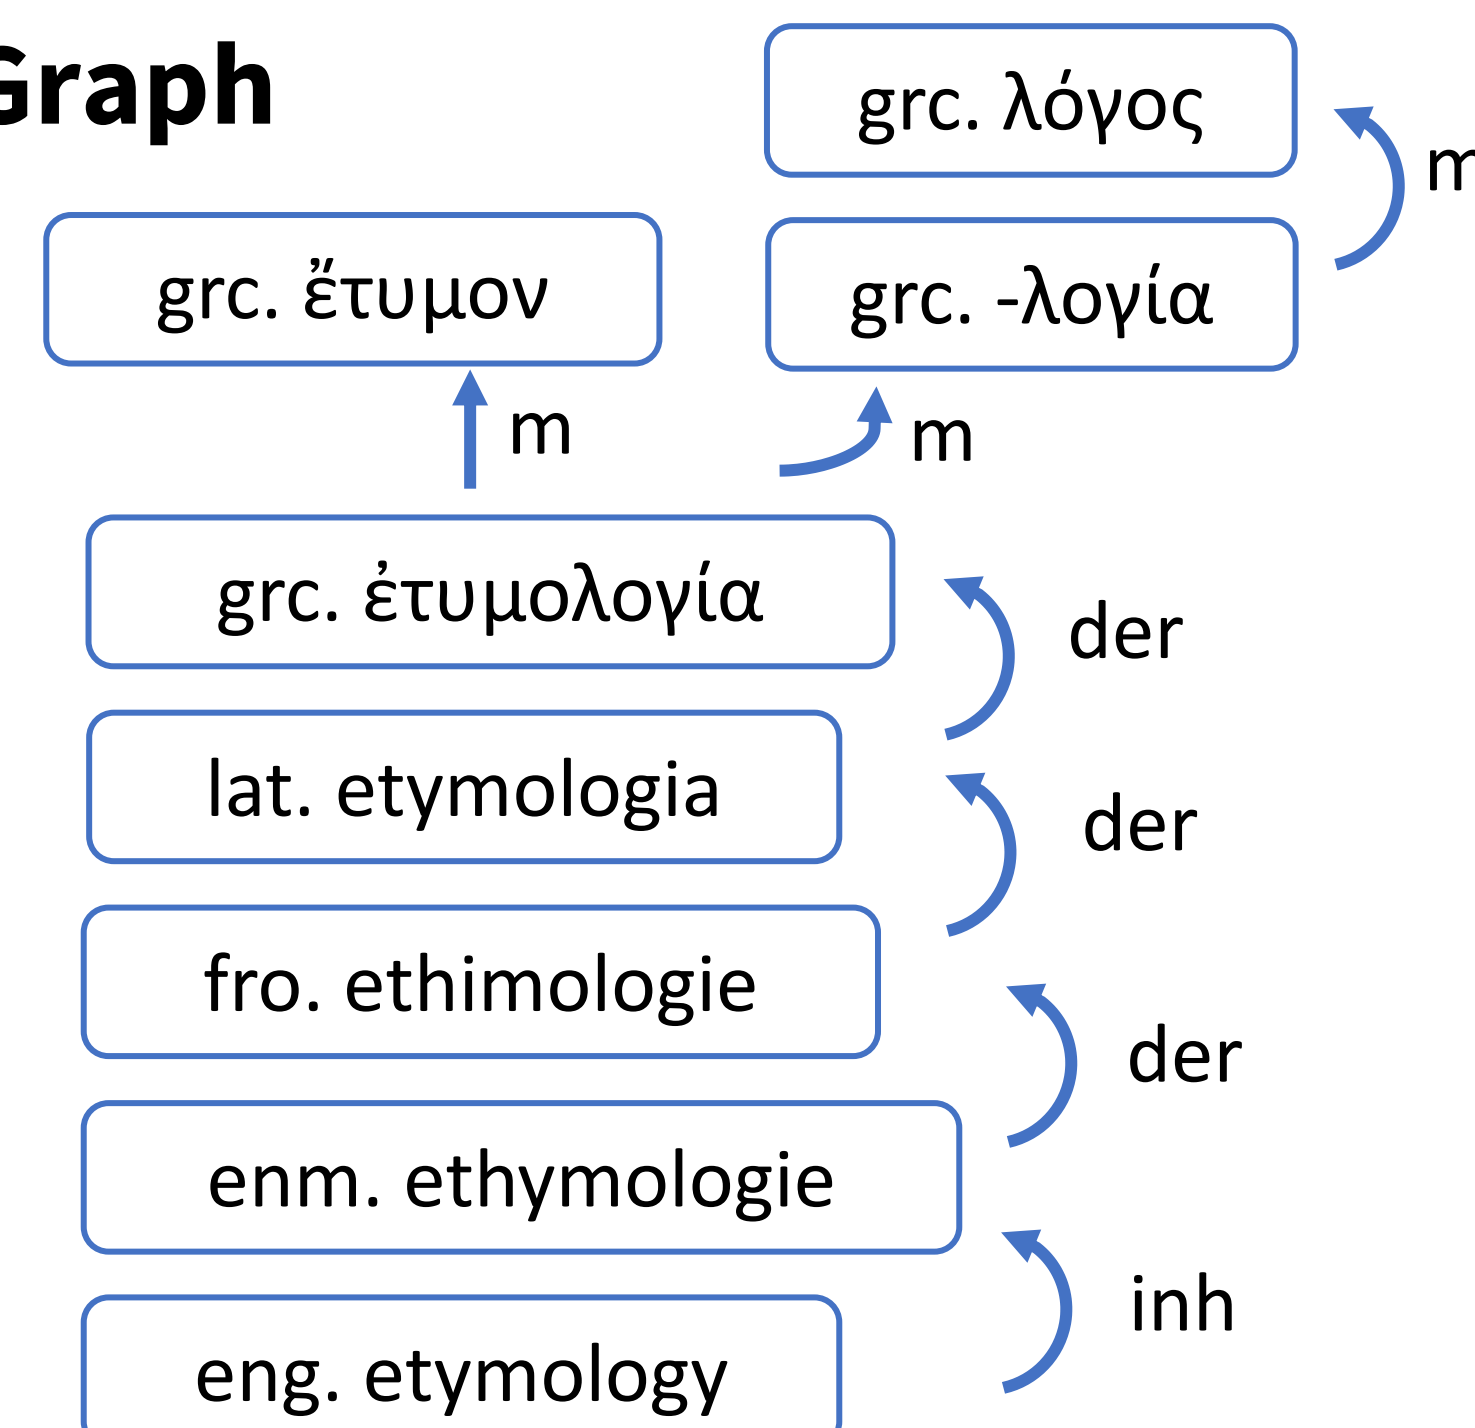 Graph
grc. λόγος
m
grc. ἔτυμον
grc. -λογία
m
m
grc. ἐτυμολογία
der
lat. etymologia
der
fro. ethimologie
der
enm. ethymologie
inh
eng. etymology